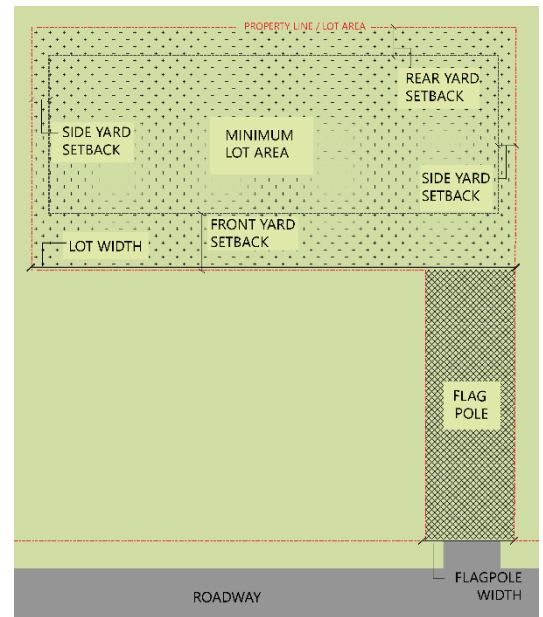 PROPERTY LINE / LOT AREA
REAR YARD
SETBACK
SIDE YARD
SETBACK
MINIMUM
LOT AREA
SIDE YARD
SETBACK
FRONT YARD
SETBACK
LOT WIDTH
FLAG
POLE
FLAGPOLE
WIDTH
ROADWAY